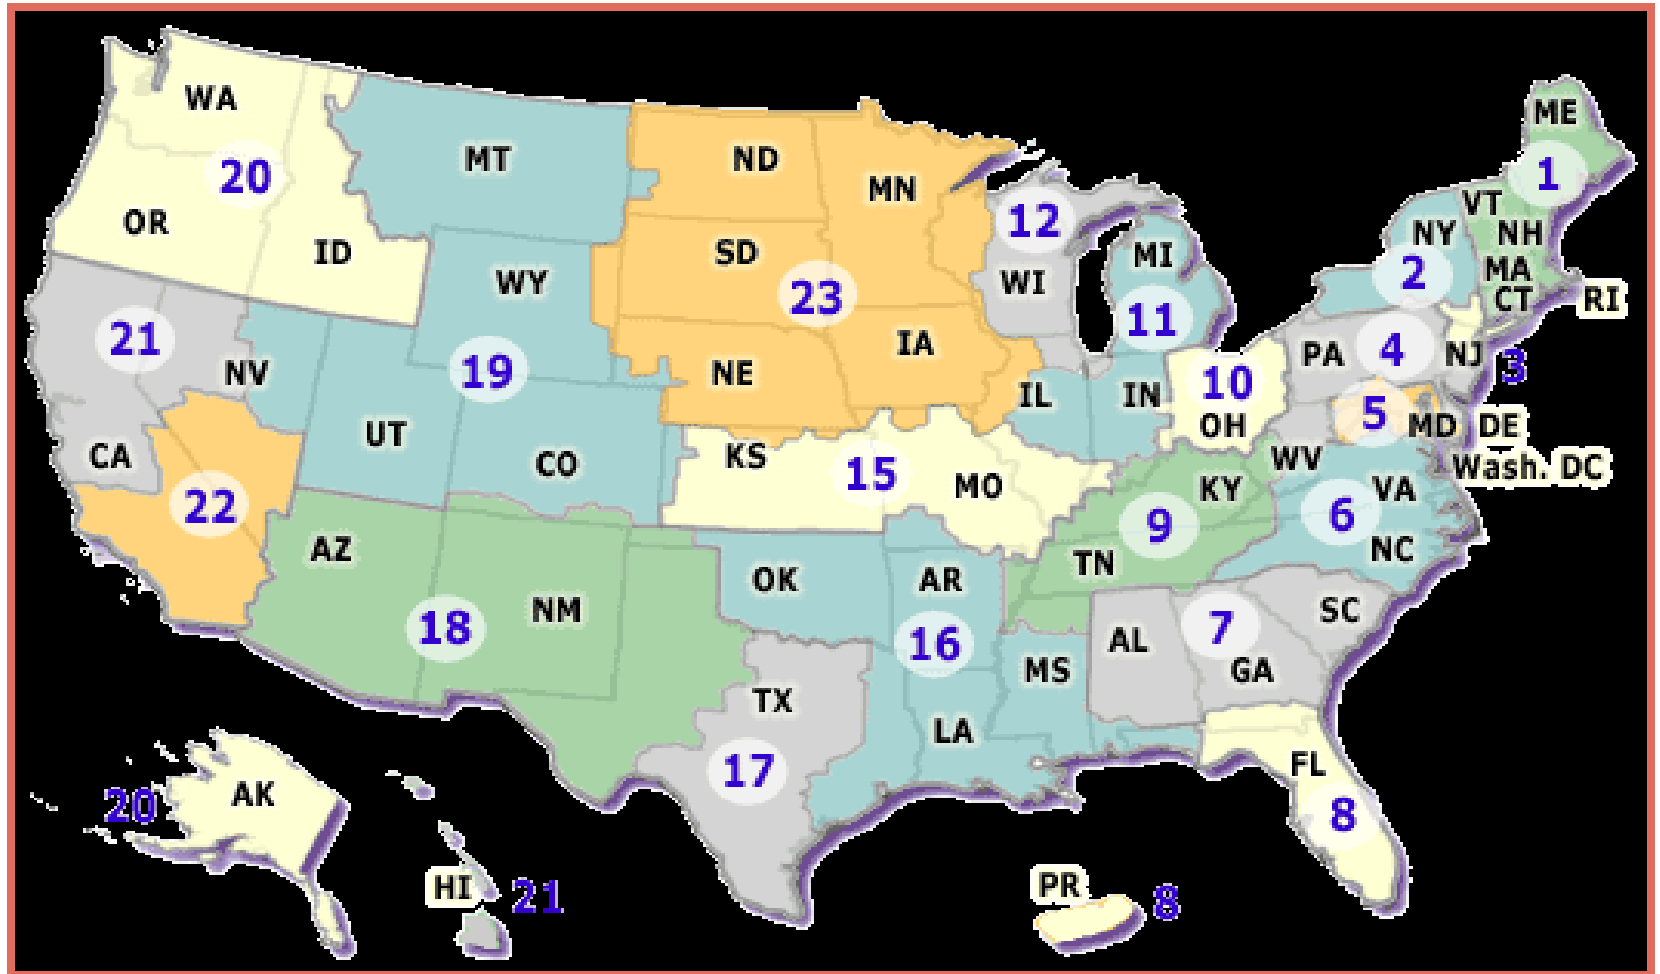 WA
20
OR
ID
MT
WY
19
ND
MN
SD
23
NE
IA
12
WI
MI
11
ME
1
VT
NY
NH
2
MA
CT
RI
21
NV
CA
22
UT
CO
KS
15
MO
IL
IN
10
OH
PA
4
NJ
3
5
MD
DE
WV
Wash. DC
KY
9
TN
VA
6
NC
AZ
NM
18
OK
AR
16
TX
17
LA
MS
AL
7
GA
SC
FL
8
AK
20
HI
21
PR
8